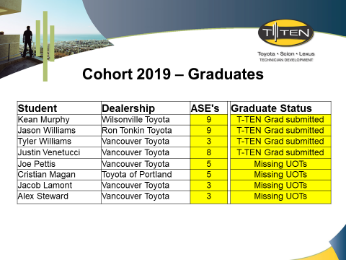 T-TEN
Toyota • Scion • Lexus
TECHNICIAN DEVELOPMENT
Cohort 2019 – Graduates
Student Dealership ASE's Graduate Status
Kean Murphy Wilsonville Toyota 9 T-TEN Grad submitted
Jason Williams Ron Tonkin Toyota 9 T-TEN Grad submitted
Tyler Williams Vancouver Toyota 3 T-TEN Grad submitted
Justin Venetucci Vancouver Toyota 8 T-TEN Grad submitted
Joe Pettis Vancouver Toyota 5 Missing UOTs
Cristian Magan Toyota of Portland 5 Missing UOTs
Jacob Lamont Vancouver Toyota 3 Missing UOTs
Alex Steward Vancouver Toyota 3 Missing UOTs